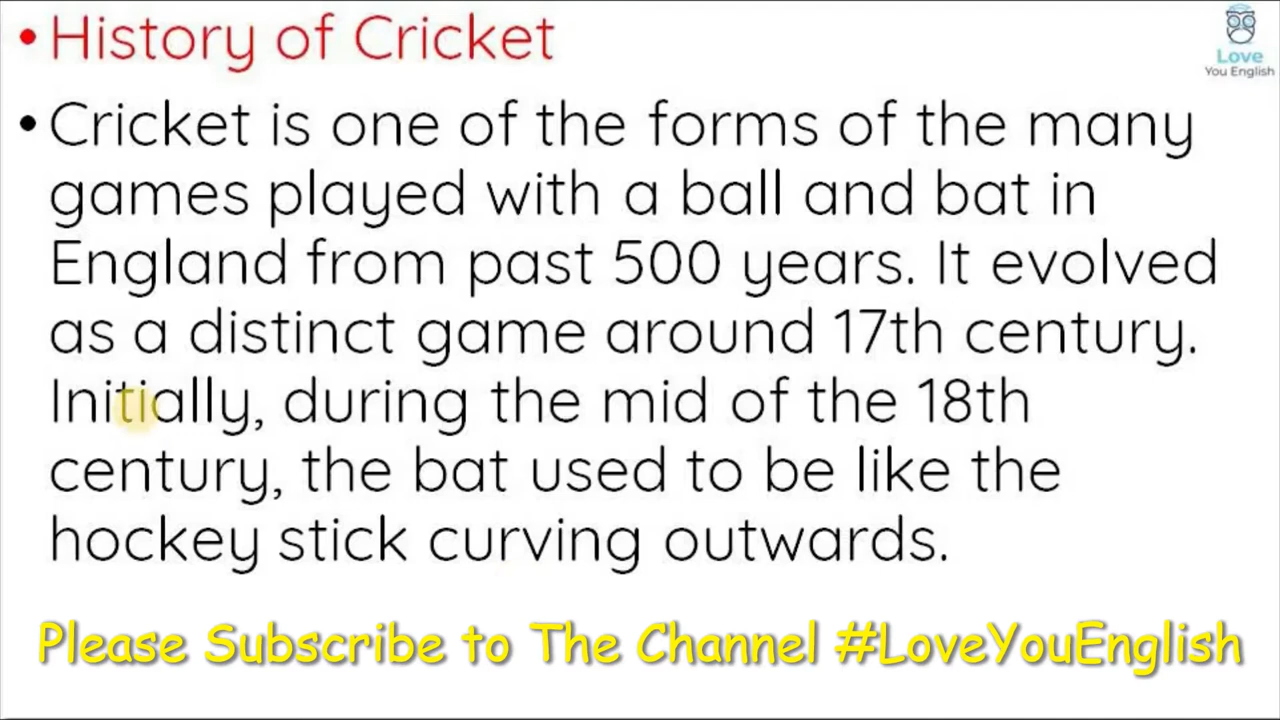 • History of Cricket
Love
You English
• Cricket is one of the forms of the many
games played with a ball and bat in
England from past 500 years. It evolved
as a distinct game around 17th century.
Initially, during the mid of the 18th
century, the bat used to be like the
hockey stick curving outwards.
Please Subscribe to The Channel #LoveYouEnglish